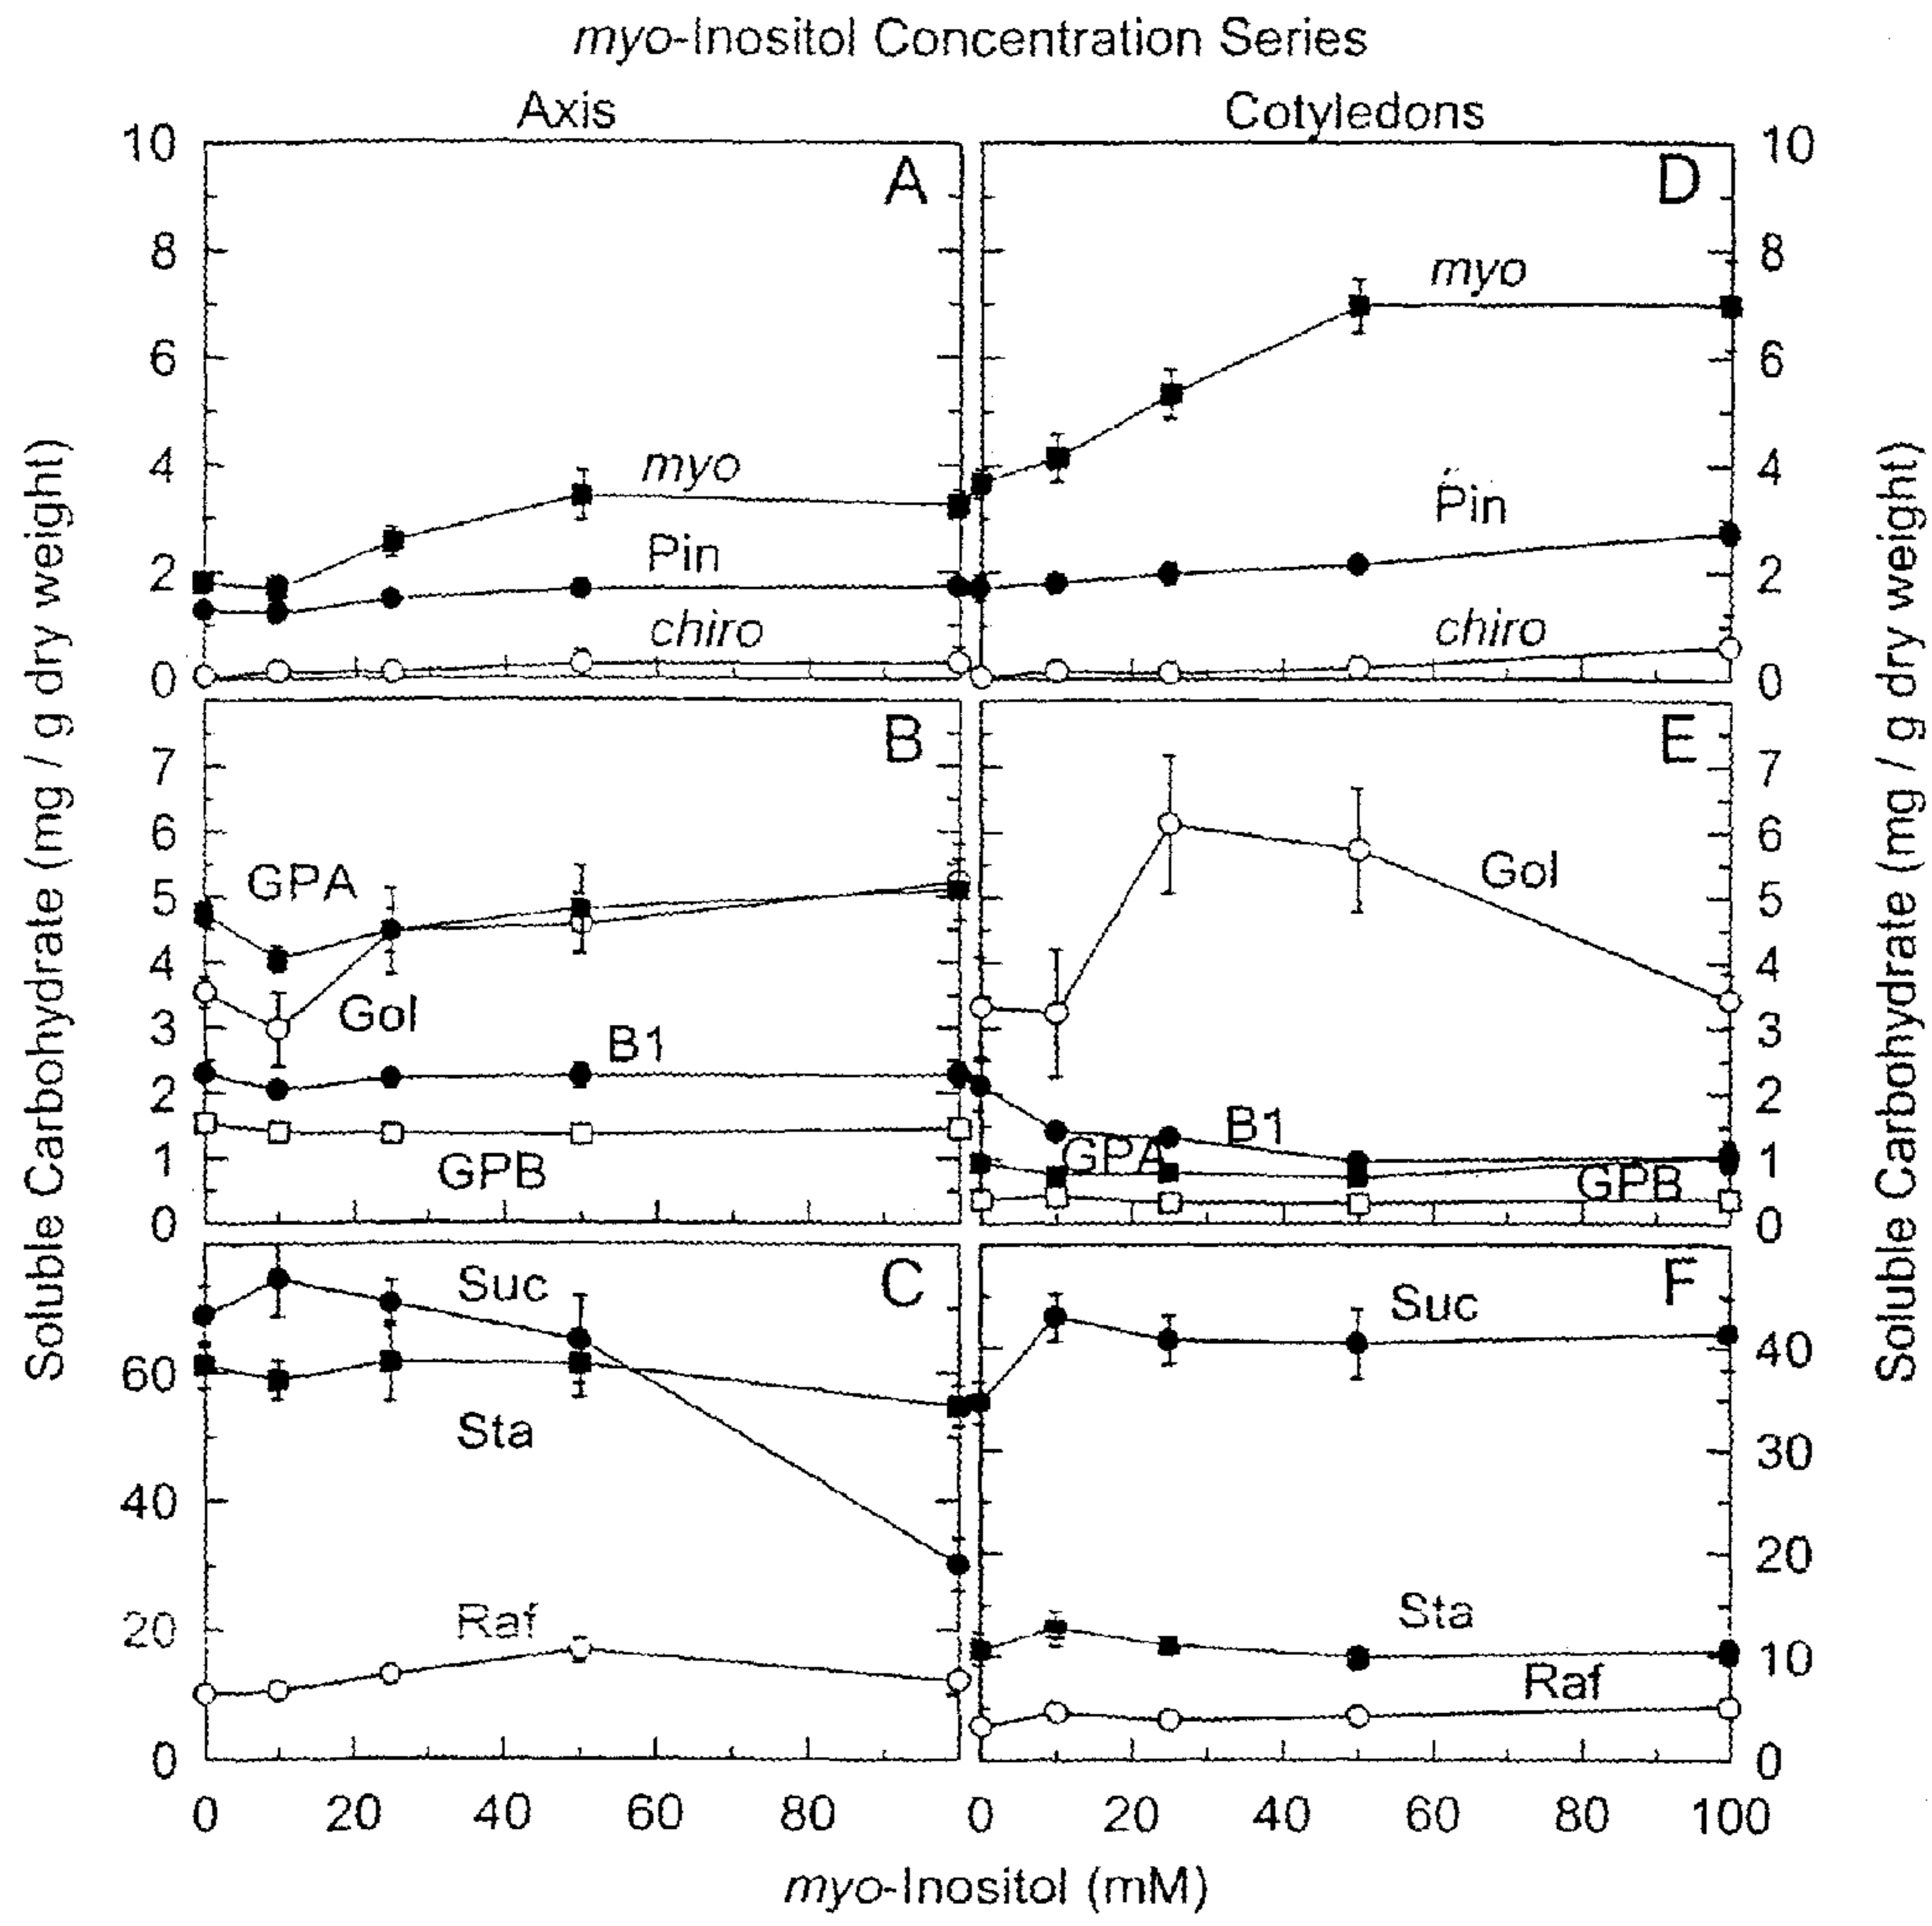 myo-Inositol Concentration Series
Axis
Cotyledons
10
8
6
4
2
0
A
myo
Pin
chiro
D
myo
Pin
chiro
10
8
6
4
2
0
7
6
5
4
3
2
1
0
B
GPA
Gol
B1
GPB
E
Gol
B1
GPA
GPB
7
6
5
4
3
2
1
0
60
40
20
0
C
Suc
Sta
Raf
F
Suc
Sta
Raf
40
30
20
10
0
0 20 40 60 80 0 20 40 60 80 100
myo-Inositol (mM)
Soluble Carbohydrate (mg / g dry weight)
Soluble Carbohydrate (mg / g dry weight)